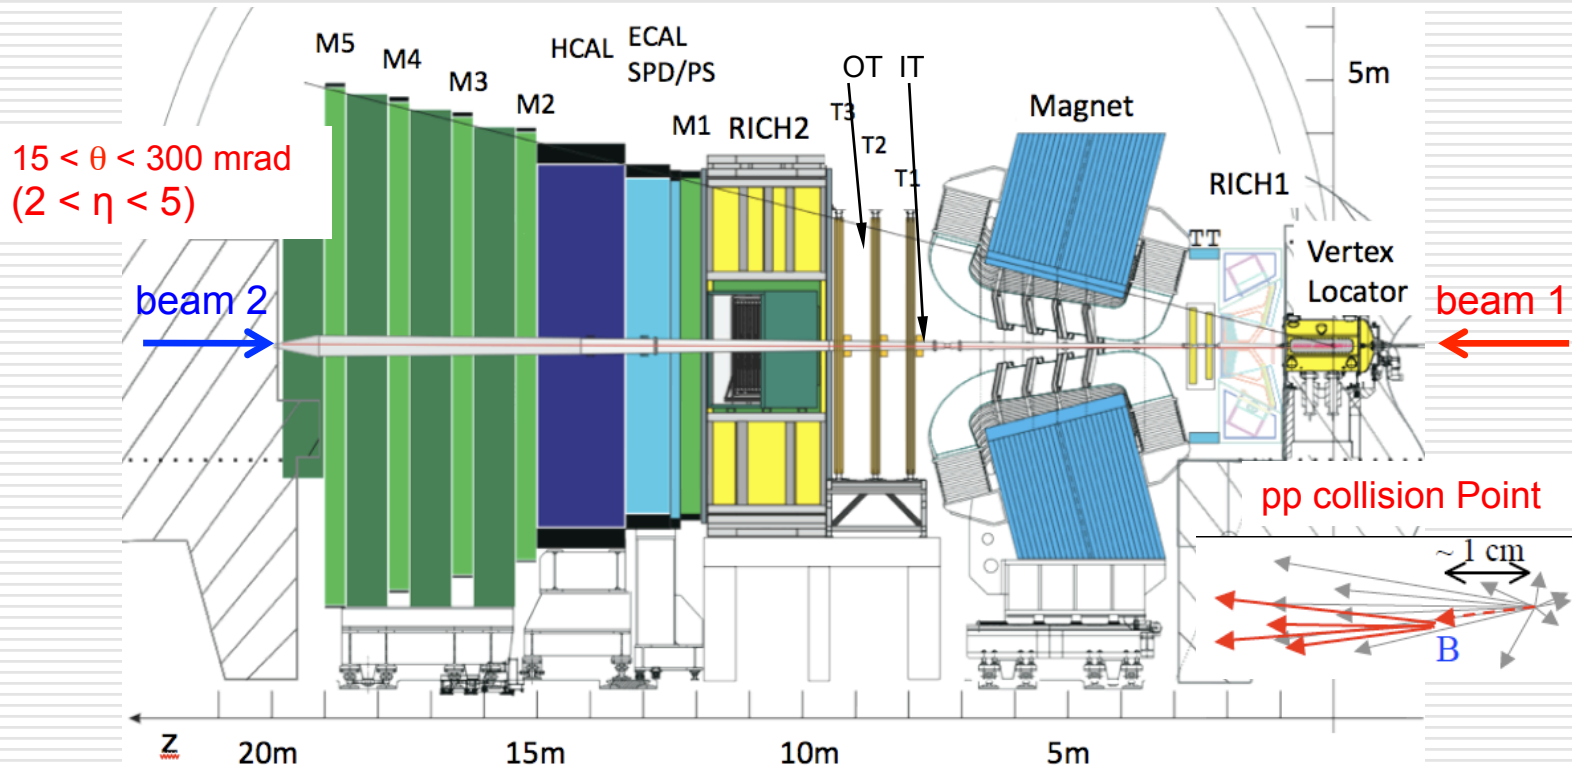 M5
M4
M3
M2
HCAL
ECAL
SPD/PS
M1
RICH2
OT
IT
T3
T2
T1
Magnet
5m
RICH1
TT
Vertex
Locator
15 < θ < 300 mrad
(2 < η < 5)
beam 2
beam 1
pp collision Point
~ 1 cm
B
z
20m
15m
10m
5m